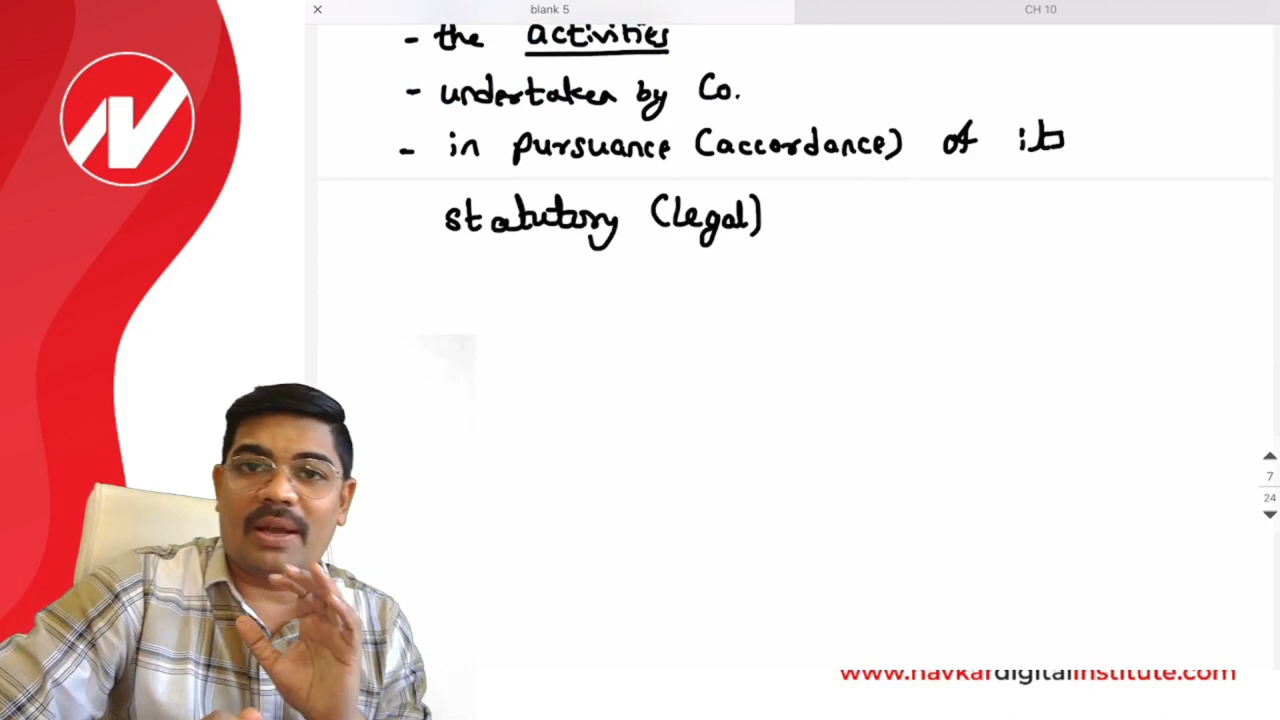 blank 5
CH 10
- the activities
- undertaken by Co.
- in pursuance (accordance) of its
statutory (legal)
7
24
www.navkardigitalinstitute.com